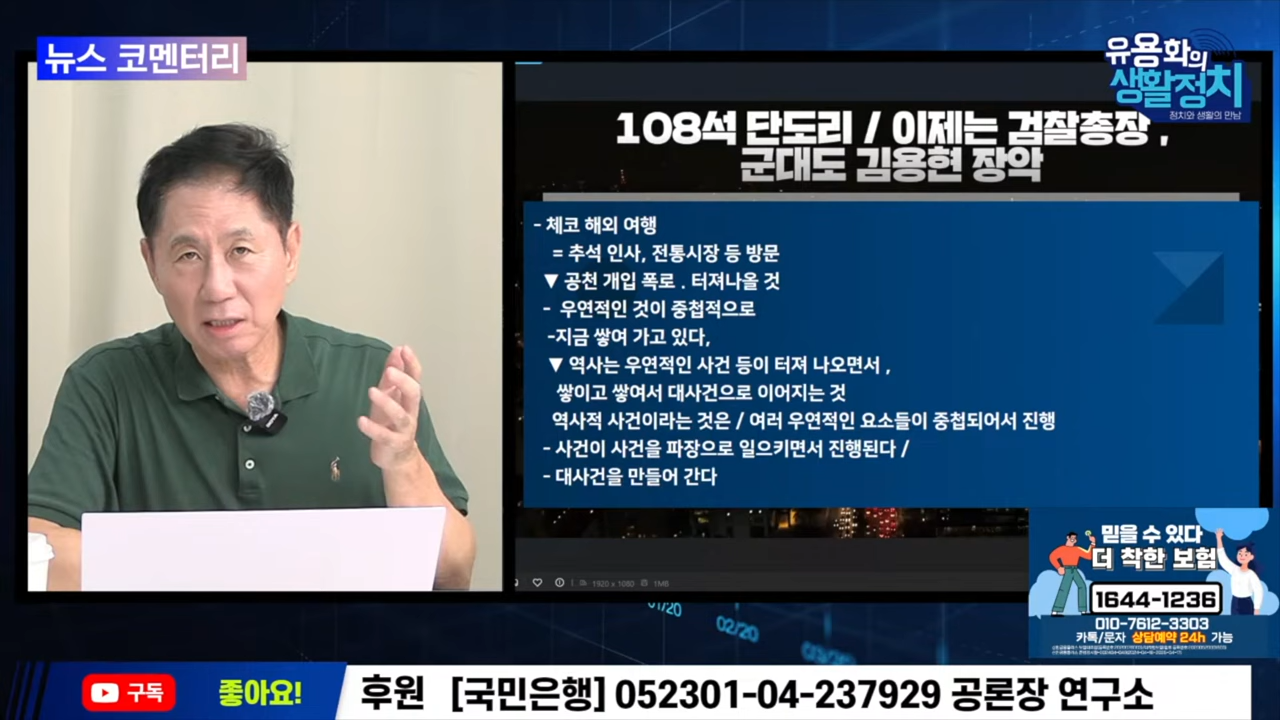 뉴스 코멘터리
유용화의
생활정치
정치와 생활의 만남
108석 단도리 / 이제는 검찰총장 ,
군대도 김용현 장악
- 체코 해외 여행
= 추석 인사, 전통시장 등 방문
▼ 공천 개입 폭로 . 터져나올 것
- 우연적인 것이 중첩적으로
-지금 쌓여 가고 있다,
▼ 역사는 우연적인 사건 등이 터져 나오면서 ,
쌓이고 쌓여서 대사건으로 이어지는 것
역사적 사건이라는 것은 / 여러 우연적인 요소들이 중첩되어서 진행
- 사건이 사건을 파장으로 일으키면서 진행된다 /
- 대사건을 만들어 간다
1920 x 1080 1MB
01/20
02/20
믿을 수 있다
더 착한 보험
1644-1236
010-7612-3303
카톡/문자 상담예약 24h 가능
구독
좋아요!
후원 [국민은행] 052301-04-237929 공론장 연구소